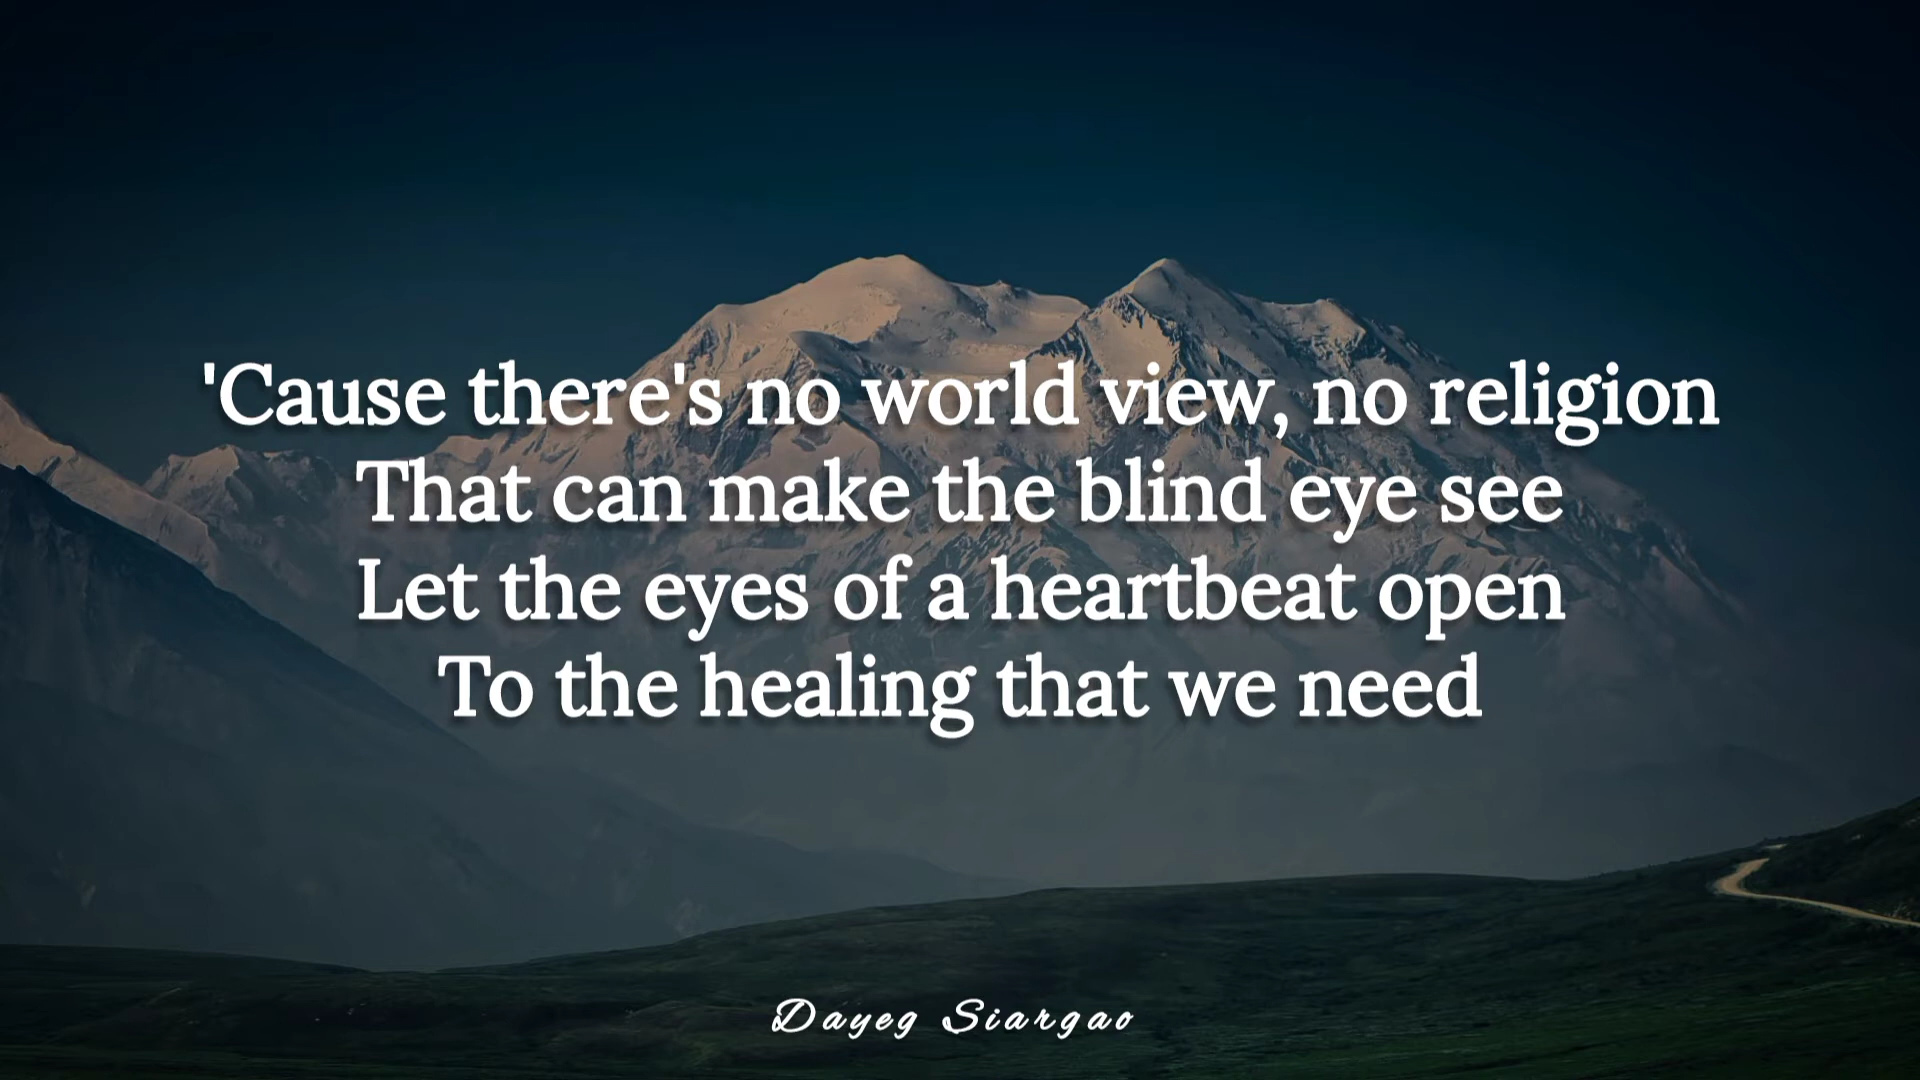 'Cause there's no world view, no religion
That can make the blind eye see
Let the eyes of a heartbeat open
To the healing that we need
Dayeg Siargao